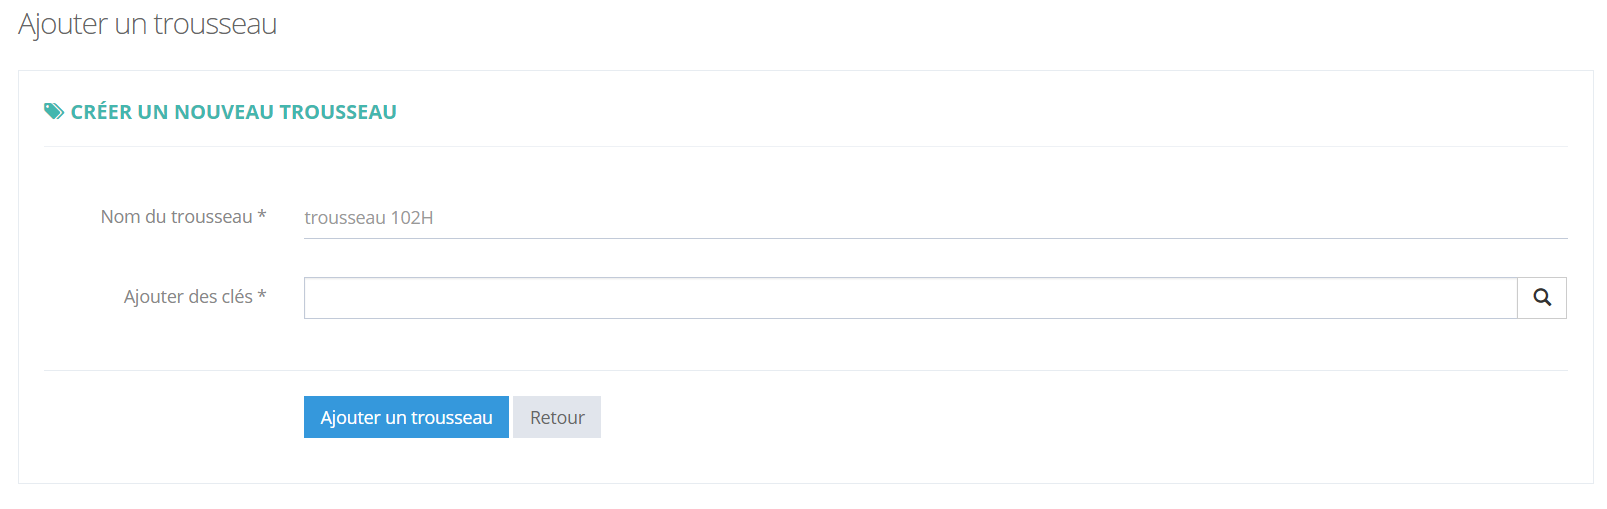 Ajouter un trousseau
CRÉER UN NOUVEAU TROUSSEAU
Nom du trousseau *
trousseau 102H
Ajouter des clés *
Ajouter un trousseau
Retour